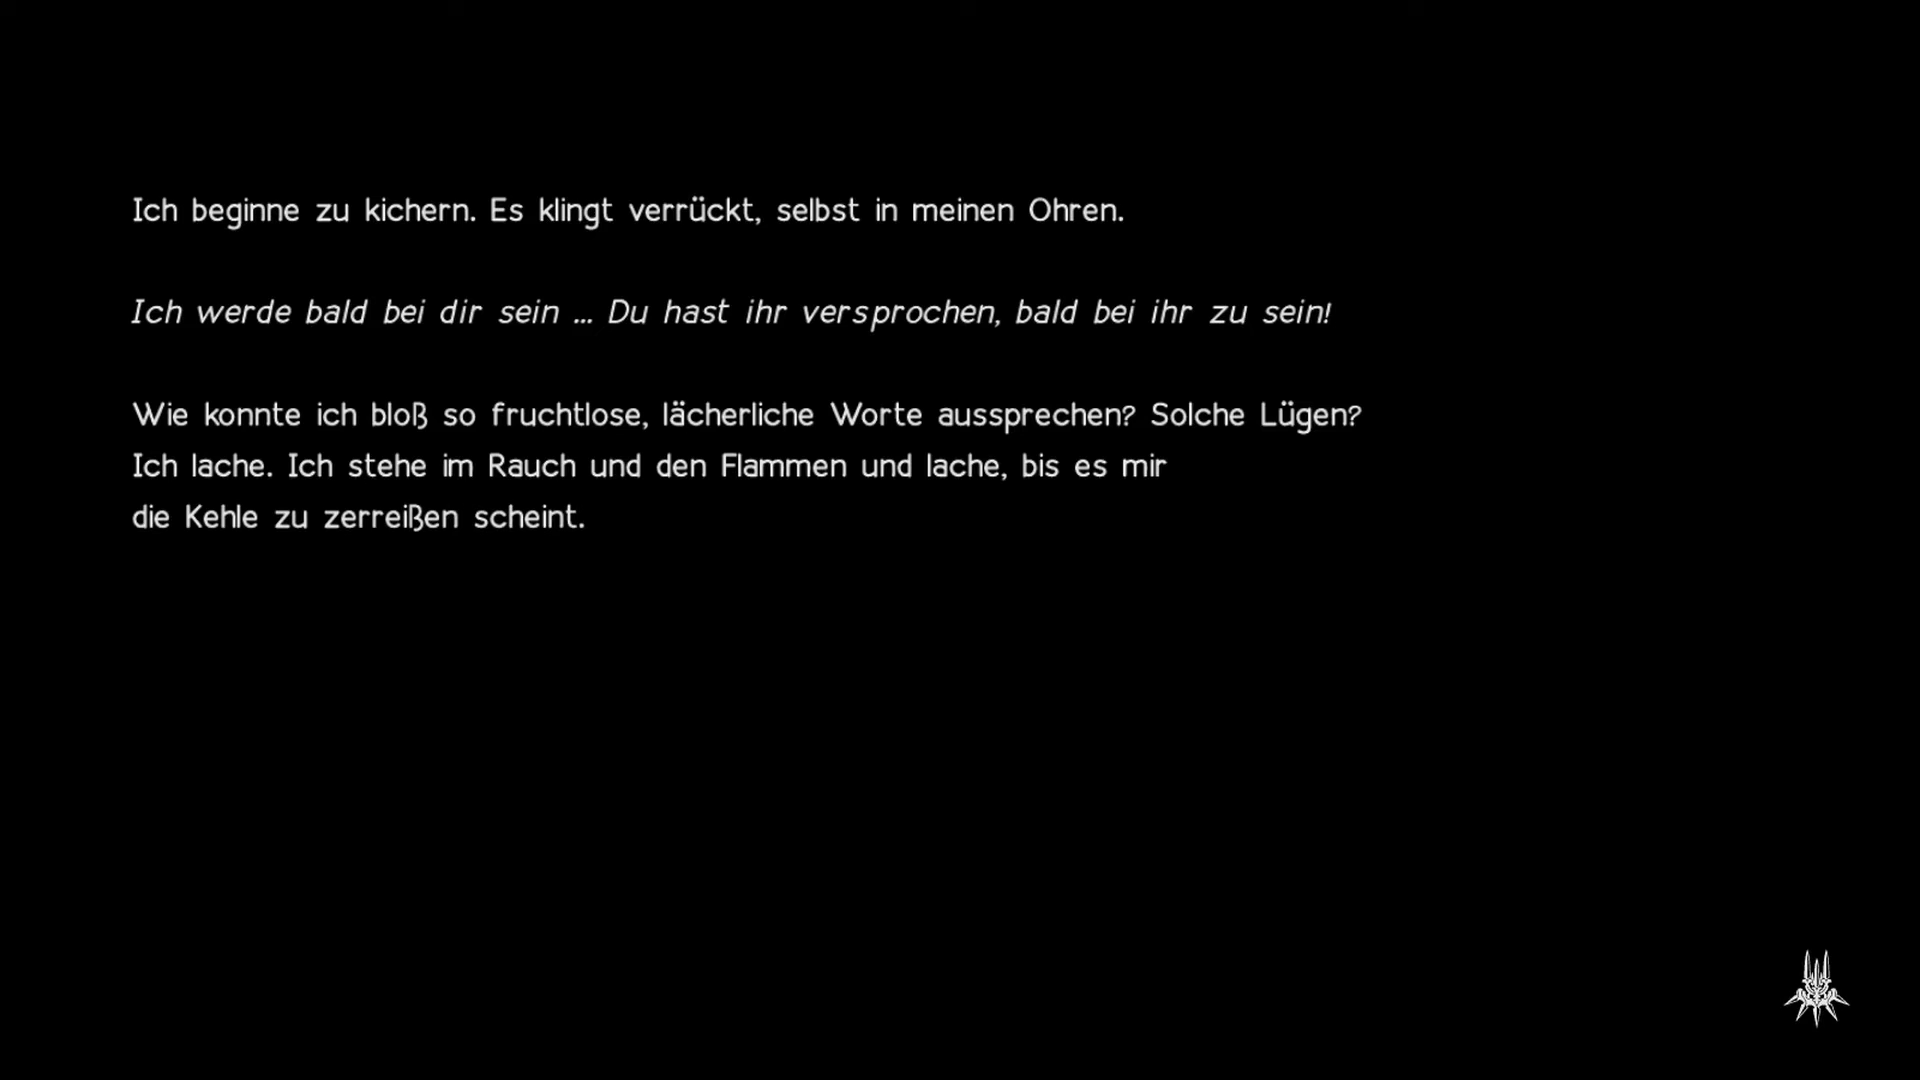 Ich beginne zu kichern. Es klingt verrückt, selbst in meinen Ohren.
Ich werde bald bei dir sein ... Du hast ihr versprochen, bald bei ihr zu sein!
Wie konnte ich bloß so fruchtlose, lächerliche Worte aussprechen? Solche Lügen?
Ich lache. Ich stehe im Rauch und den Flammen und lache, bis es mir
die Kehle zu zerreißen scheint.